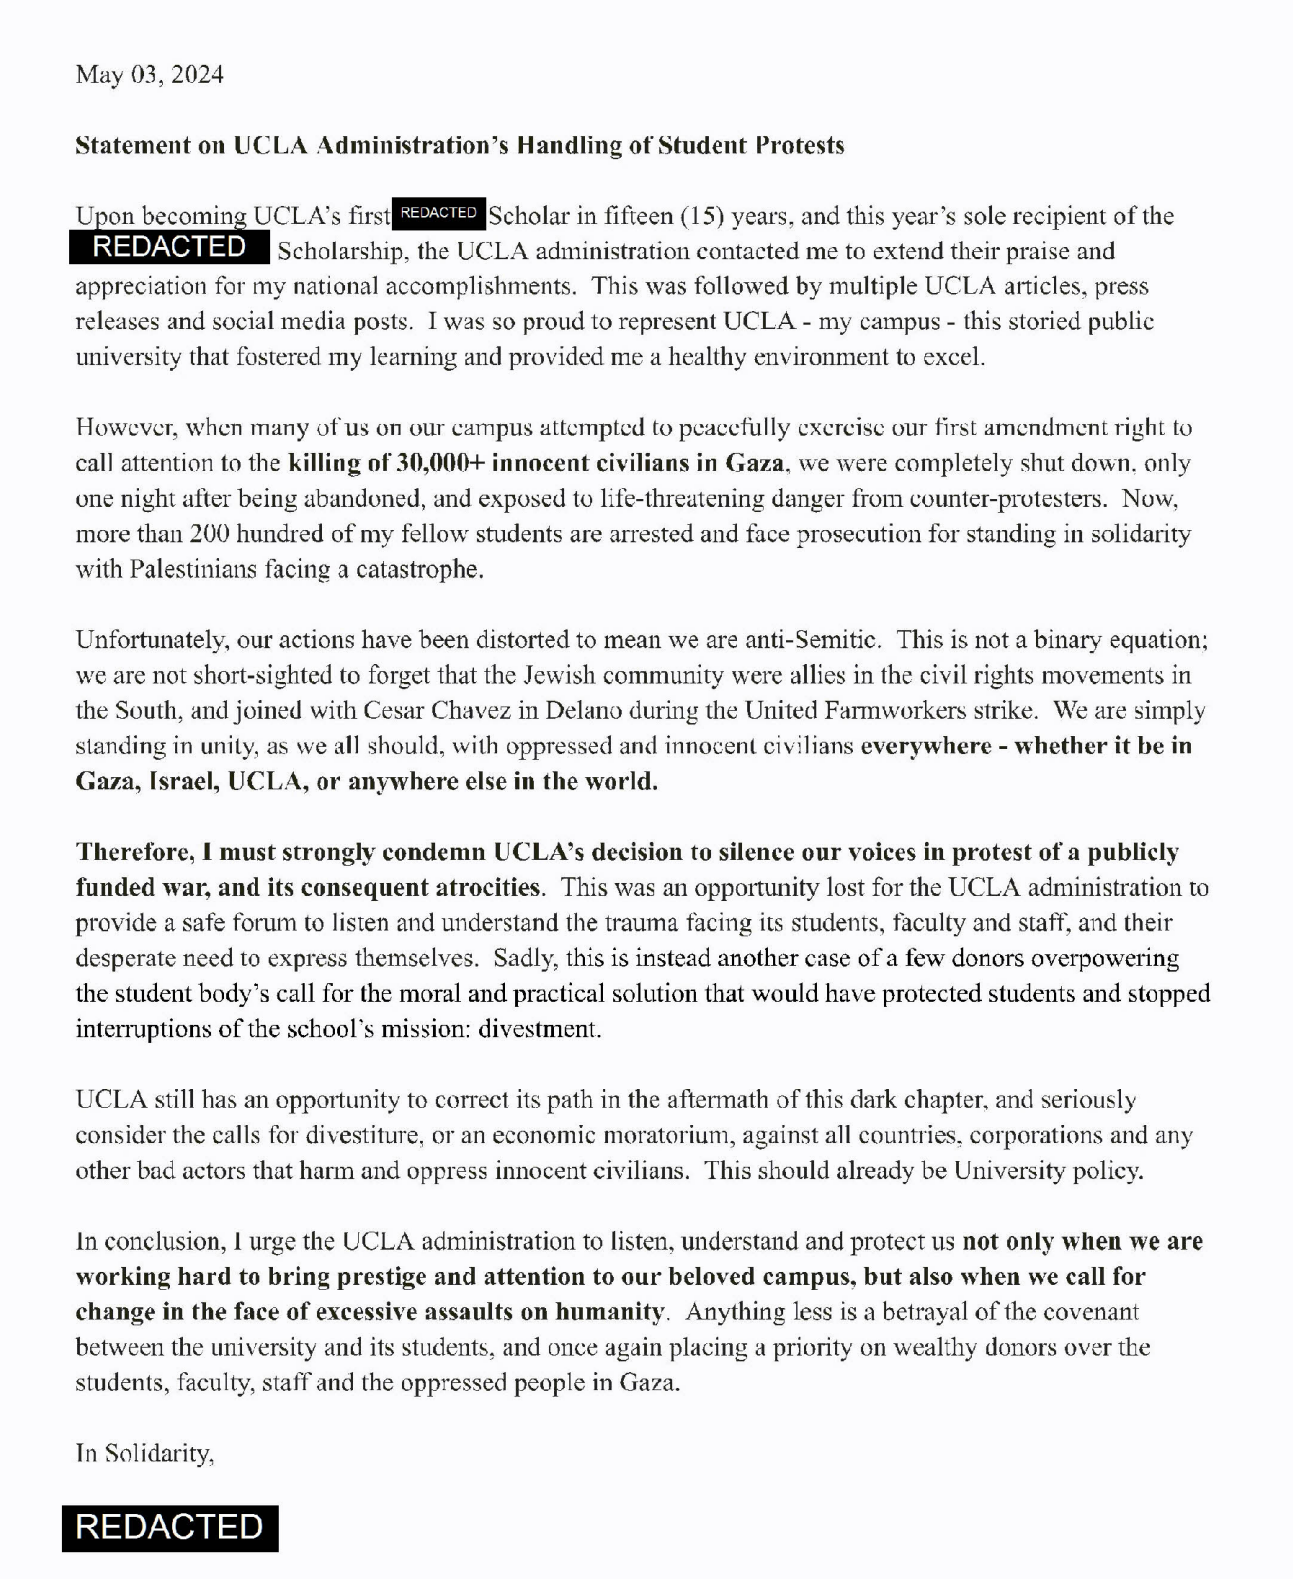 May 03, 2024
Statement on UCLA Administration's Handling of Student Protests
Upon becoming UCLA's first REDACTED Scholar in fifteen (15) years, and this year's sole recipient of the
REDACTED Scholarship, the UCLA administration contacted me to extend their praise and
appreciation for my national accomplishments. This was followed by multiple UCLA articles, press
releases and social media posts. I was so proud to represent UCLA - my campus - this storied public
university that fostered my learning and provided me a healthy environment to excel.
However, when many of us on our campus attempted to peacefully exercise our first amendment right to
call attention to the killing of 30,000+ innocent civilians in Gaza, we were completely shut down, only
one night after being abandoned, and exposed to life-threatening danger from counter-protesters. Now,
more than 200 hundred of my fellow students are arrested and face prosecution for standing in solidarity
with Palestinians facing a catastrophe.
Unfortunately, our actions have been distorted to mean we are anti-Semitic. This is not a binary equation;
we are not short-sighted to forget that the Jewish community were allies in the civil rights movements in
the South, and joined with Cesar Chavez in Delano during the United Farmworkers strike. We are simply
standing in unity, as we all should, with oppressed and innocent civilians everywhere - whether it be in
Gaza, Israel, UCLA, or anywhere else in the world.
Therefore, I must strongly condemn UCLA's decision to silence our voices in protest of a publicly
funded war, and its consequent atrocities. This was an opportunity lost for the UCLA administration to
provide a safe forum to listen and understand the trauma facing its students, faculty and staff, and their
desperate need to express themselves. Sadly, this is instead another case of a few donors overpowering
the student body's call for the moral and practical solution that would have protected students and stopped
interruptions of the school's mission: divestment.
UCLA still has an opportunity to correct its path in the aftermath of this dark chapter, and seriously
consider the calls for divestiture, or an economic moratorium, against all countries, corporations and any
other bad actors that harm and oppress innocent civilians. This should already be University policy.
In conclusion, I urge the UCLA administration to listen, understand and protect us not only when we are
working hard to bring prestige and attention to our beloved campus, but also when we call for
change in the face of excessive assaults on humanity. Anything less is a betrayal of the covenant
between the university and its students, and once again placing a priority on wealthy donors over the
students, faculty, staff and the oppressed people in Gaza.
In Solidarity,
REDACTED